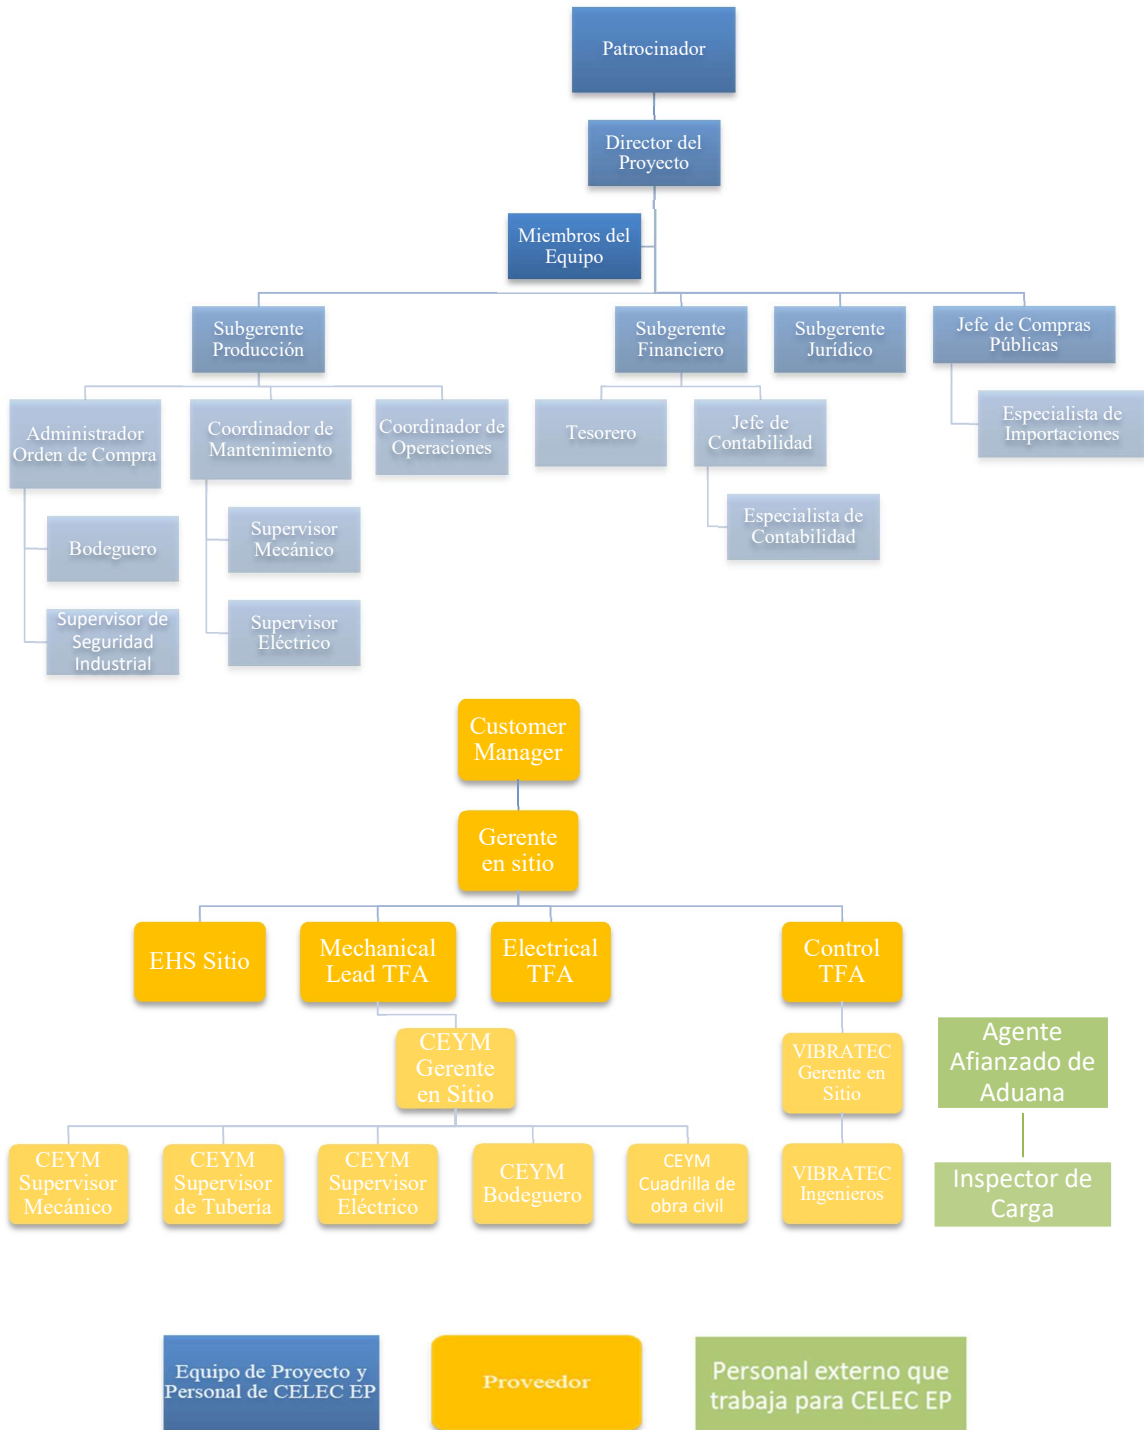 Patrocinador
Director del
Proyecto
Miembros del
Equipo
Subgerente
Producción
Subgerente
Financiero
Subgerente
Jurídico
Jefe de Compras
Públicas
Administrador
Orden de Compra
Coordinador de
Mantenimiento
Coordinador de
Operaciones
Tesorero
Jefe de
Contabilidad
Especialista de
Importaciones
Bodeguero
Supervisor
Mecánico
Especialista de
Contabilidad
Supervisor de
Seguridad
Industrial
Supervisor
Eléctrico
Customer
Manager
Gerente
en sitio
EHS Sitio
Mechanical
Lead TFA
Electrical
TFA
Control
TFA
CEYM
Gerente
en Sitio
VIBRATEC
Gerente en
Sitio
Agente
Afianzado de
Aduana
CEYM
Supervisor
Mecánico
CEYM
Supervisor
de Tubería
CEYM
Supervisor
Eléctrico
CEYM
Bodeguero
CEYM
Cuadrilla de
obra civil
VIBRATEC
Ingenieros
Inspector de
Carga
Equipo de Proyecto y
Personal de CELEC EP
Proveedor
Personal externo que
trabaja para CELEC EP